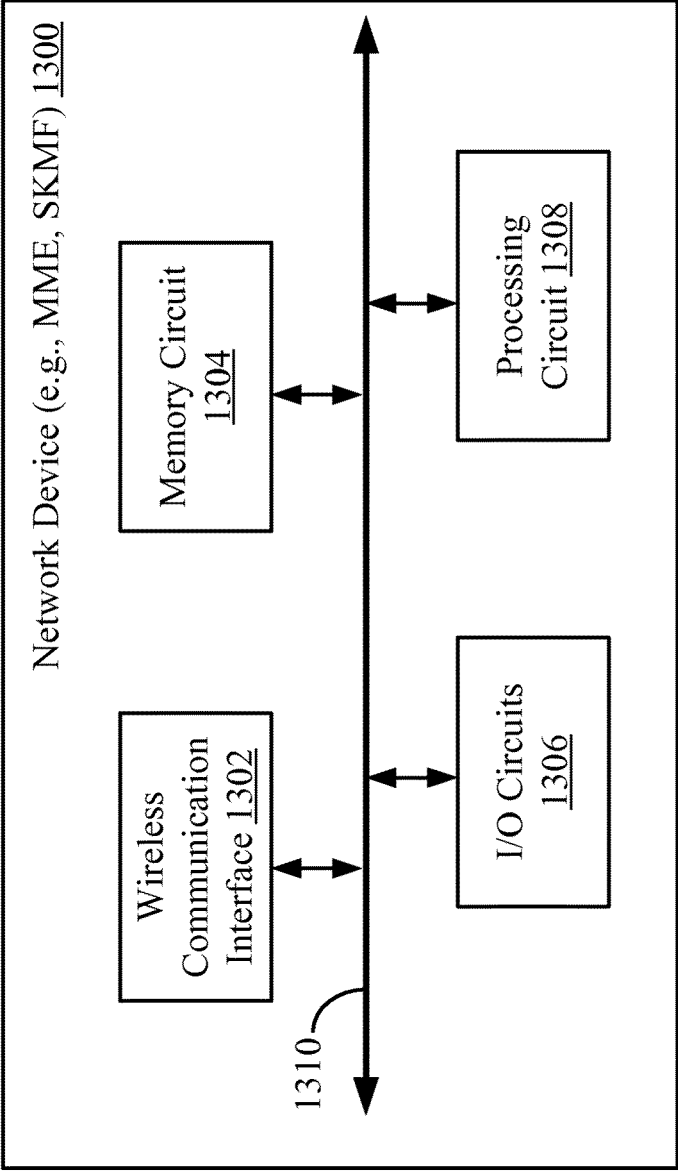 Network Device (e.g., MME, SKMF) 1300
Wireless
Communication
Interface 1302
Memory Circuit
1304
1310
I/O Circuits
1306
Processing
Circuit 1308